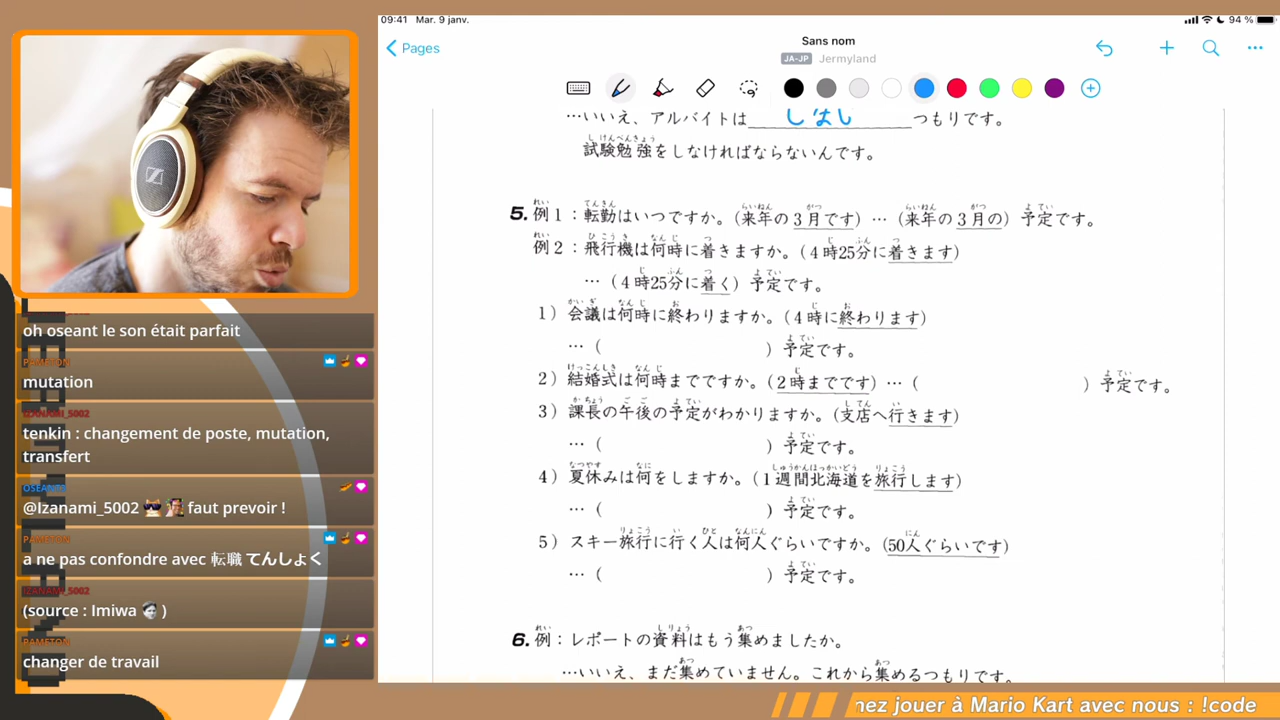 09:41 Mar. 9 janv.
94 %
Pages
Sans nom
JA-JP Jermyland
…いいえ、アルバイトは しない つもりです。
試験勉強をしなければならないんです。
5. 例1：転勤はいつですか。(来年の3月です) … (来年の3月の) 予定です。
例2：飛行機は何時に着きますか。(4時25分に着きます)
… (4時25分に着く) 予定です。
1) 会議は何時に終わりますか。(4時に終わります)
… ( ) 予定です。
2) 結婚式は何時までですか。(2時までです) … ( ) 予定です。
3) 課長の午後の予定がわかりますか。(支店へ行きます)
… ( ) 予定です。
4) 夏休みは何をしますか。(1週間北海道を旅行します)
… ( ) 予定です。
5) スキー旅行に行く人は何人ぐらいですか。(50人ぐらいです)
… ( ) 予定です。
6. 例：レポートの資料はもう集めましたか。
…いいえ、まだ集めていません。これから集めるつもりです。
oh oseant le son était parfait
PAMETON
mutation
IZANAMI_5002
tenkin : changement de poste, mutation,
transfert
@Izanami_5002 faut prevoir !
PAMETON
a ne pas confondre avec 転職 てんしょく
IZANAMI_5002
(source : Imiwa )
PAMETON
changer de travail
nez jouer à Mario Kart avec nous : !code